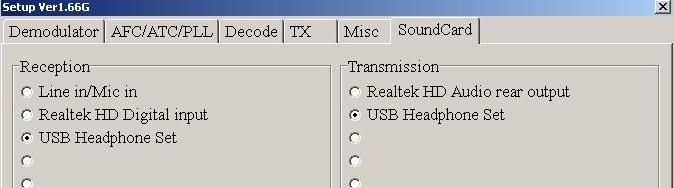 Setup Ver1.66G
Demodulator AFC/ATC/PLL Decode TX Misc SoundCard
Reception
Line in/Mic in
Realtek HD Digital input
USB Headphone Set
Transmission
Realtek HD Audio rear output
USB Headphone Set